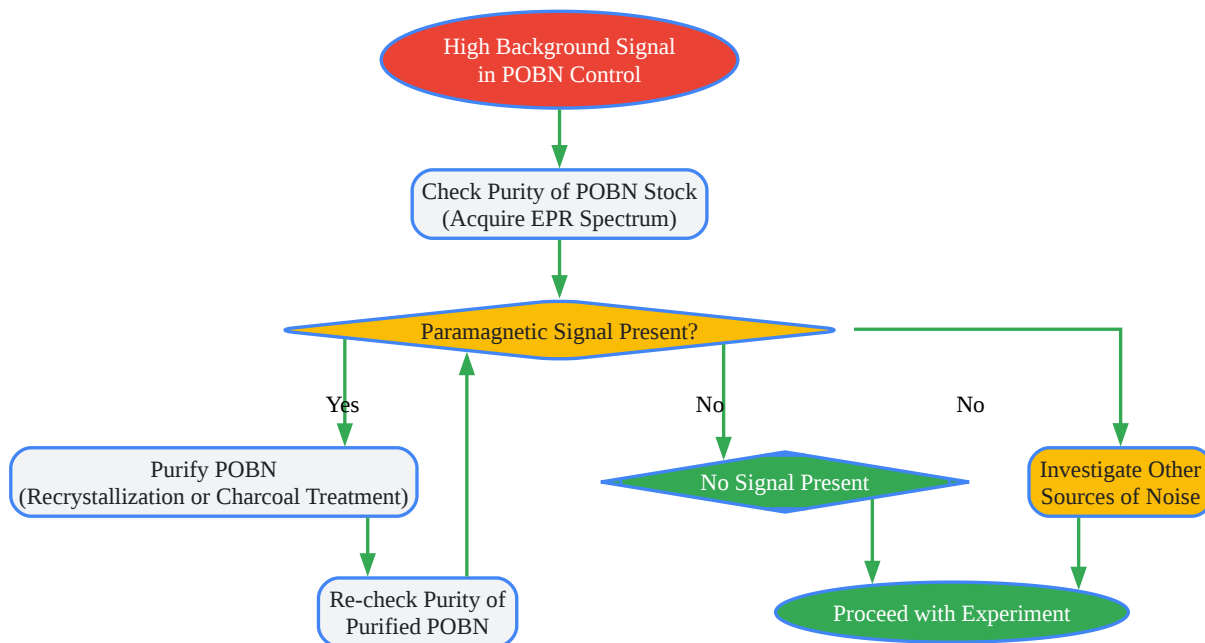 High Background Signal
in POBN Control
Check Purity of POBN Stock
(Acquire EPR Spectrum)
Paramagnetic Signal Present?
Yes
No
No
Purify POBN
(Recrystallization or Charcoal Treatment)
No Signal Present
Investigate Other
Sources of Noise
Re-check Purity of
Purified POBN
Proceed with Experiment